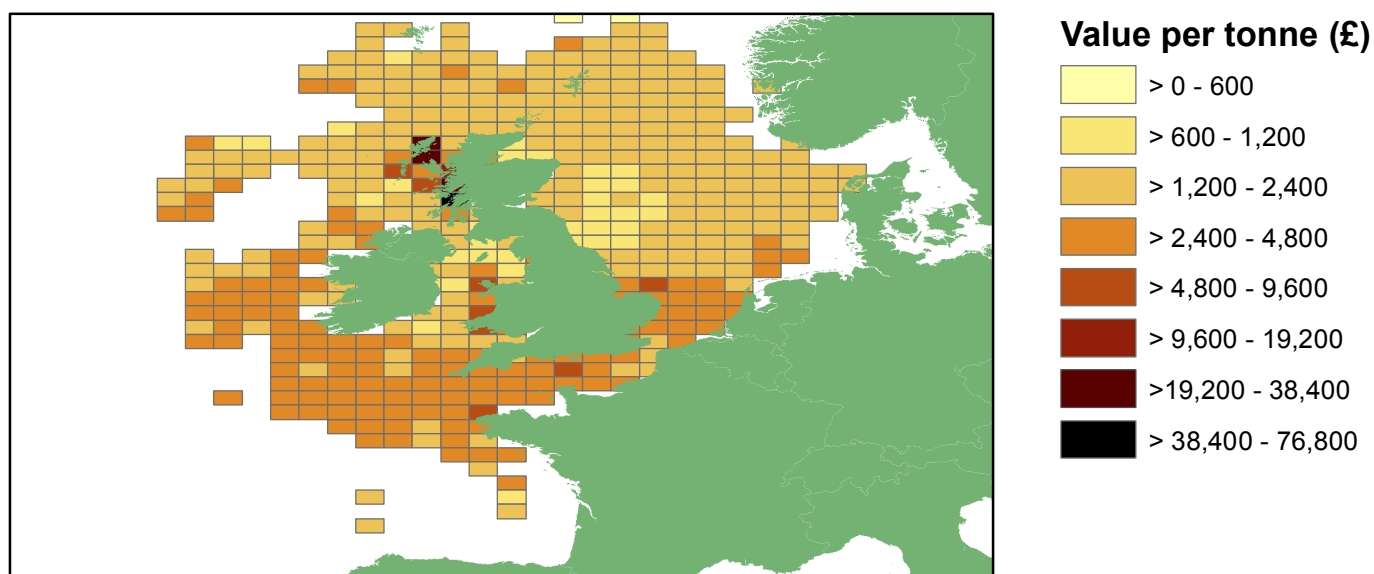 Value per tonne (£)
> 0 - 600
> 600 - 1,200
> 1,200 - 2,400
> 2,400 - 4,800
> 4,800 - 9,600
> 9,600 - 19,200
>19,200 - 38,400
> 38,400 - 76,800